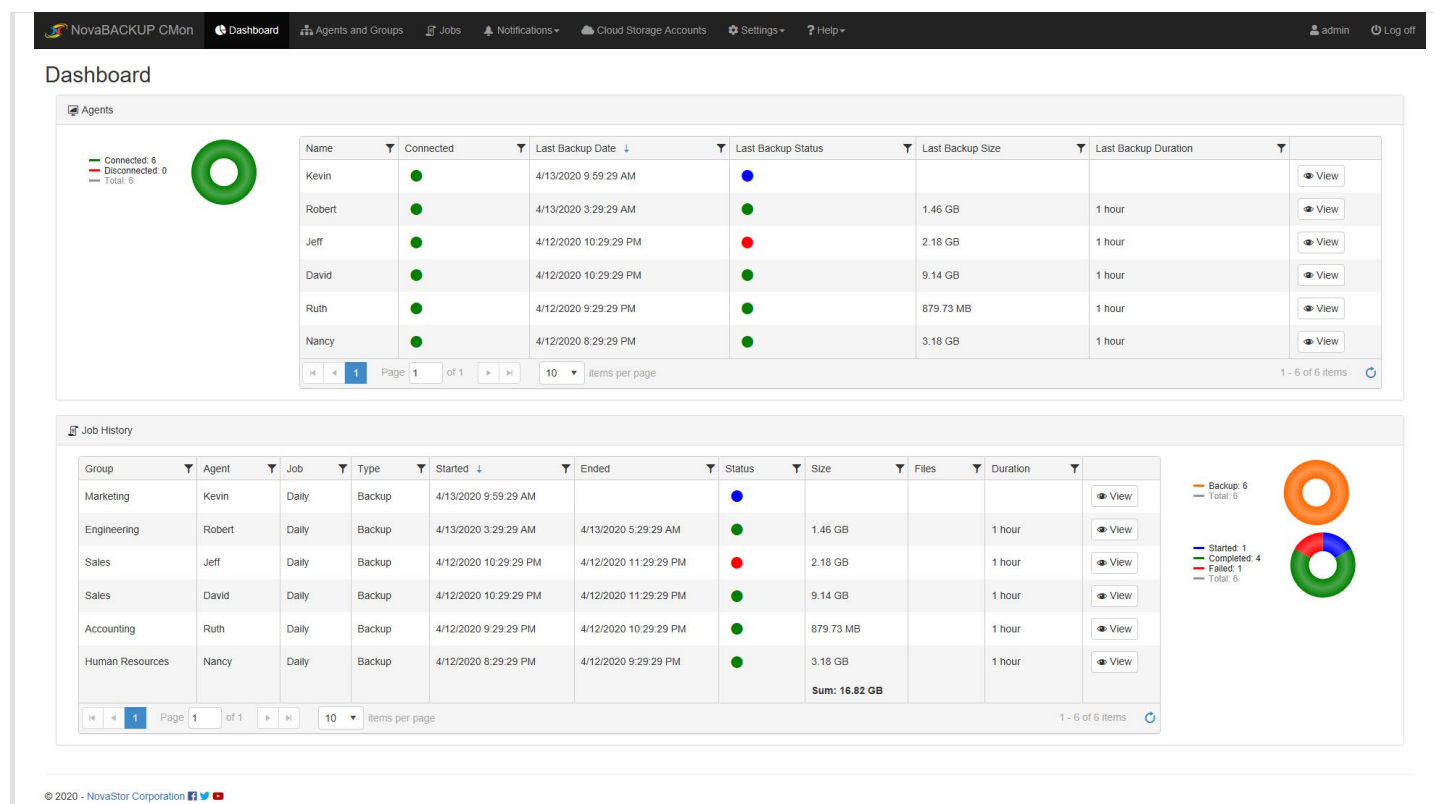 NovaBACKUP CMon Dashboard Agents and Groups Jobs Notifications Cloud Storage Accounts Settings ? Help admin Log off
Dashboard
Agents
Connected: 6
Disconnected: 0
Total: 6
Name Connected Last Backup Date ↓ Last Backup Status Last Backup Size Last Backup Duration
Kevin 4/13/2020 9:59:29 AM View
Robert 4/13/2020 3:29:29 AM 1.46 GB 1 hour View
Jeff 4/12/2020 10:29:29 PM 2.18 GB 1 hour View
David 4/12/2020 10:29:29 PM 9.14 GB 1 hour View
Ruth 4/12/2020 9:29:29 PM 879.73 MB 1 hour View
Nancy 4/12/2020 8:29:29 PM 3.18 GB 1 hour View
1 Page 1 of 1 10 items per page 1 - 6 of 6 items
Job History
Group Agent Job Type Started ↓ Ended Status Size Files Duration
Marketing Kevin Daily Backup 4/13/2020 9:59:29 AM View
Engineering Robert Daily Backup 4/13/2020 3:29:29 AM 4/13/2020 5:29:29 AM 1.46 GB 1 hour View
Sales Jeff Daily Backup 4/12/2020 10:29:29 PM 4/12/2020 11:29:29 PM 2.18 GB 1 hour View
Sales David Daily Backup 4/12/2020 10:29:29 PM 4/12/2020 11:29:29 PM 9.14 GB 1 hour View
Accounting Ruth Daily Backup 4/12/2020 9:29:29 PM 4/12/2020 10:29:29 PM 879.73 MB 1 hour View
Human Resources Nancy Daily Backup 4/12/2020 8:29:29 PM 4/12/2020 9:29:29 PM 3.18 GB 1 hour View
Sum: 16.82 GB
1 Page 1 of 1 10 items per page 1 - 6 of 6 items
Backup: 6
Total: 6
Started: 1
Completed: 4
Failed: 1
Total: 6
© 2020 - NovaStor Corporation